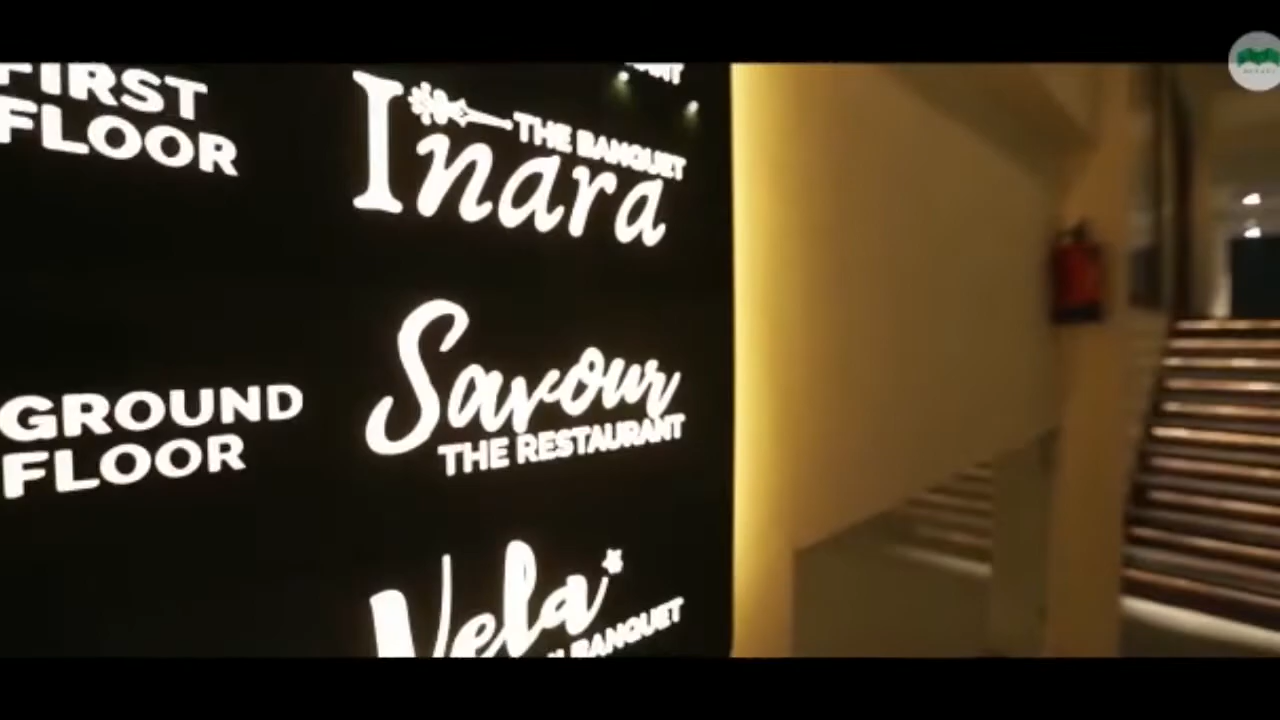 FIRST
FLOOR
THE BANQUET
Inara
GROUND
FLOOR
Savour
THE RESTAURANT
Vela
BANQUET